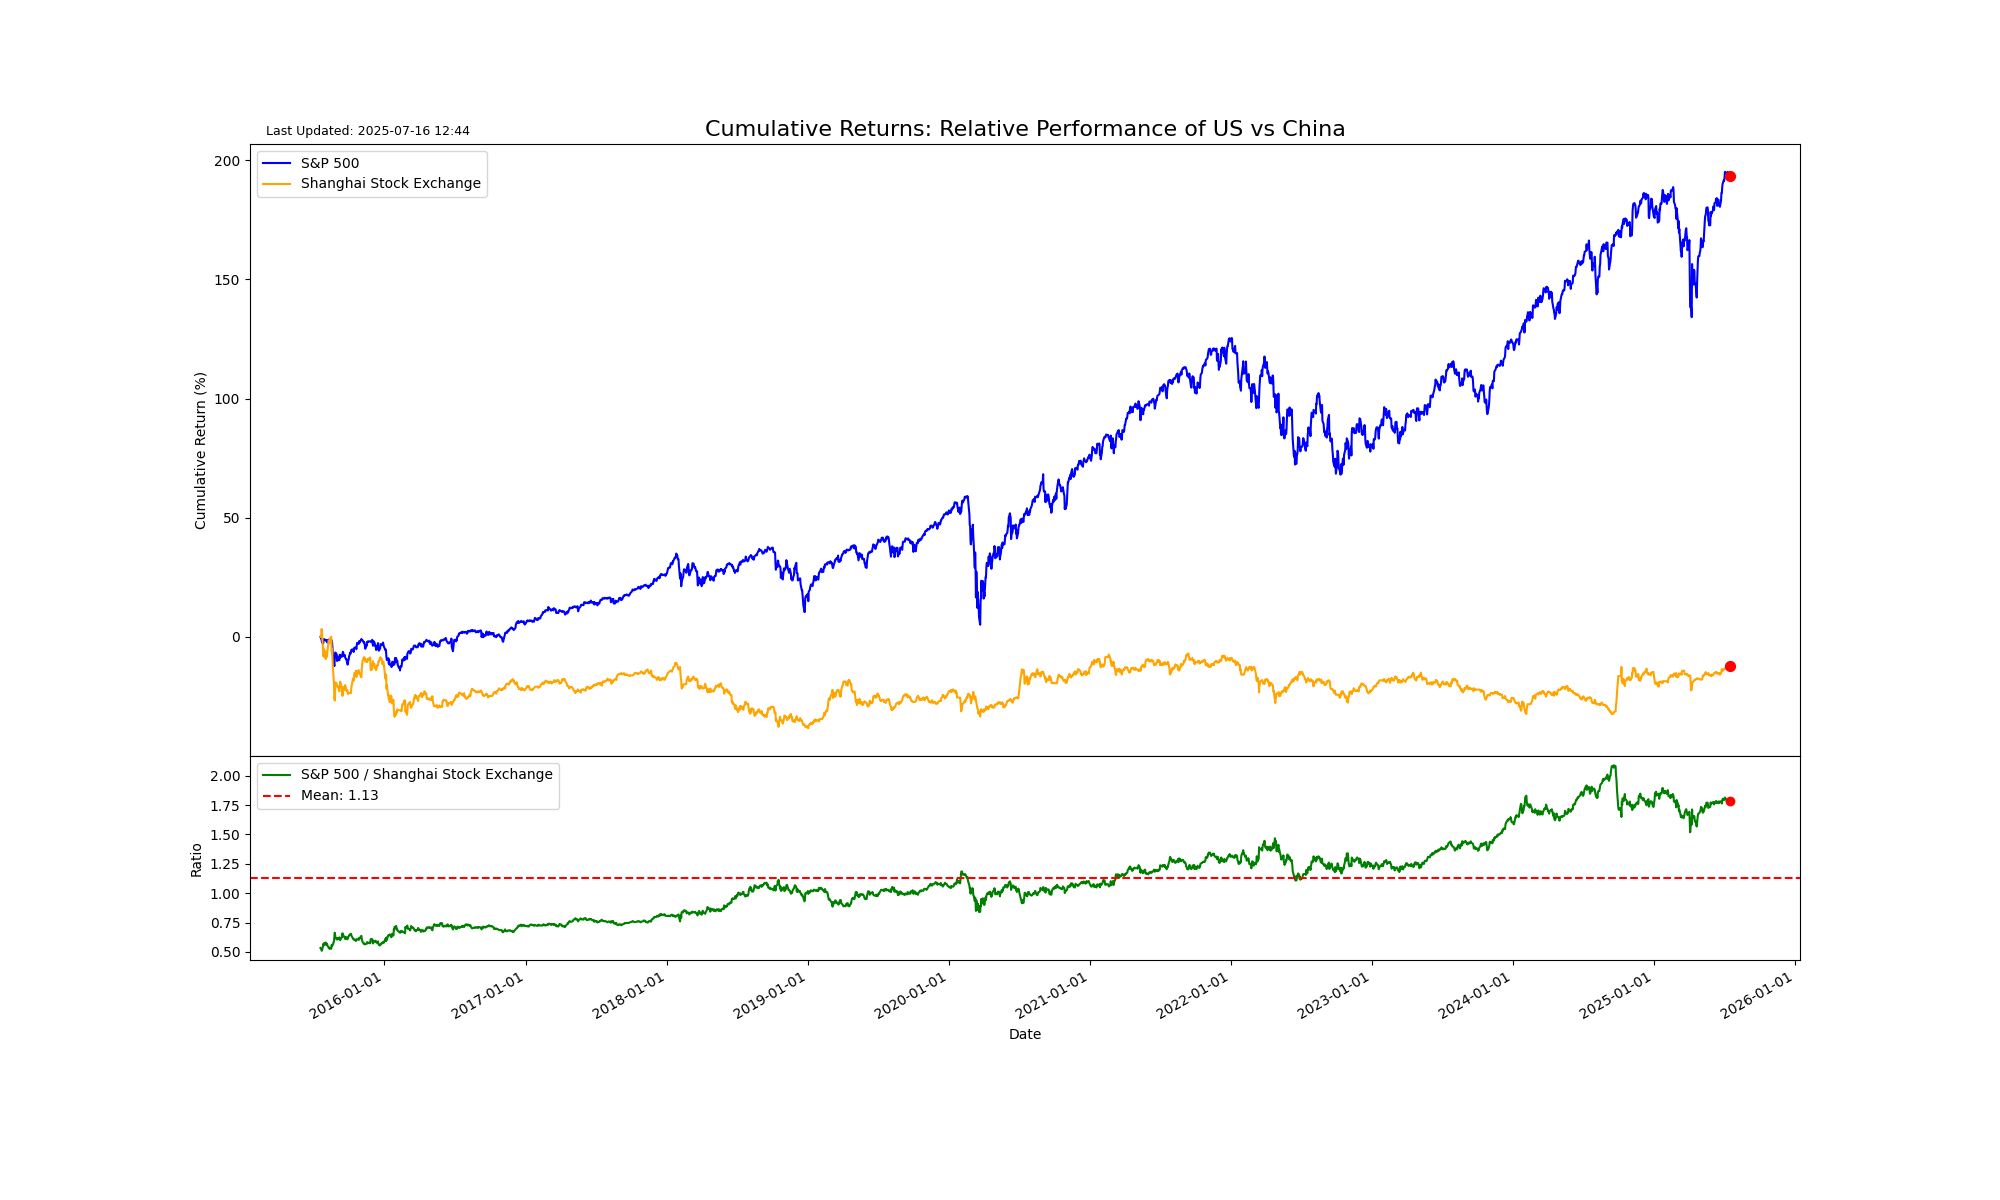 Last Updated: 2025-07-16 12:44
Cumulative Returns: Relative Performance of US vs China
S&P 500
Shanghai Stock Exchange
200
150
100
50
0
Cumulative Return (%)
S&P 500 / Shanghai Stock Exchange
Mean: 1.13
2.00
1.75
1.50
1.25
1.00
0.75
0.50
Ratio
2016-01-01
2017-01-01
2018-01-01
2019-01-01
2020-01-01
2021-01-01
2022-01-01
2023-01-01
2024-01-01
2025-01-01
2026-01-01
Date